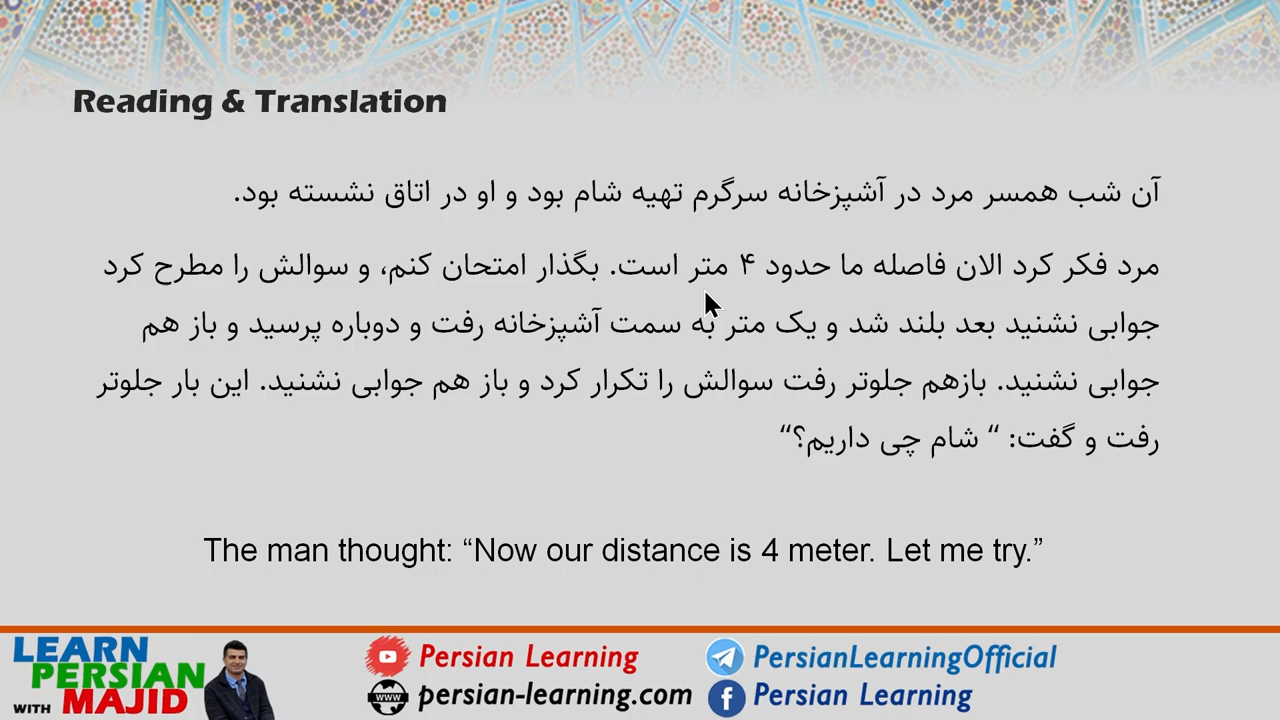 Reading & Translation
آن شب همسر مرد در آشپزخانه سرگرم تهیه شام بود و او در اتاق نشسته بود.
مرد فکر کرد الان فاصله ما حدود ۴ متر است. بگذار امتحان کنم، و سوالش را مطرح کرد
جوابی نشنید بعد بلند شد و یک متر به سمت آشپزخانه رفت و دوباره پرسید و باز هم
جوابی نشنید. بازهم جلوتر رفت سوالش را تکرار کرد و باز هم جوابی نشنید. این بار جلوتر
رفت و گفت: “ شام چی داریم؟“
The man thought: “Now our distance is 4 meter. Let me try.”
LEARN
PERSIAN
WITH MAJID
Persian Learning
PersianLearningOfficial
WWW persian-learning.com
Persian Learning